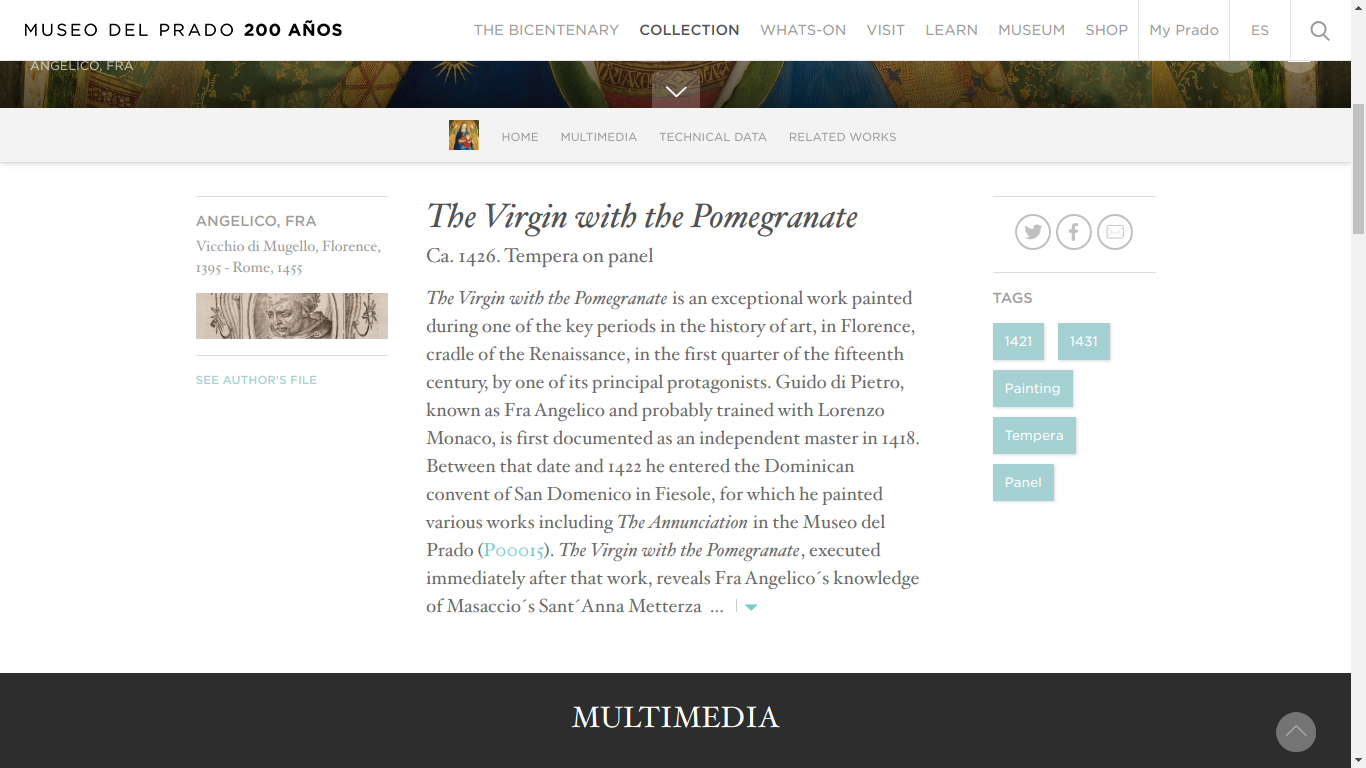 MUSEO DEL PRADO 200 AÑOS
THE BICENTENARY COLLECTION WHATS-ON VISIT LEARN MUSEUM SHOP My Prado ES
ANGELICO, FRA
HOME MULTIMEDIA TECHNICAL DATA RELATED WORKS
ANGELICO, FRA
Vicchio di Mugello, Florence,
1395 - Rome, 1455
SEE AUTHOR'S FILE
The Virgin with the Pomegranate
Ca. 1426. Tempera on panel
The Virgin with the Pomegranate is an exceptional work painted
during one of the key periods in the history of art, in Florence,
cradle of the Renaissance, in the first quarter of the fifteenth
century, by one of its principal protagonists. Guido di Pietro,
known as Fra Angelico and probably trained with Lorenzo
Monaco, is first documented as an independent master in 1418.
Between that date and 1422 he entered the Dominican
convent of San Domenico in Fiesole, for which he painted
various works including The Annunciation in the Museo del
Prado (P00015). The Virgin with the Pomegranate, executed
immediately after that work, reveals Fra Angelico´s knowledge
of Masaccio´s Sant´Anna Metterza ...
TAGS
1421 1431
Painting
Tempera
Panel
MULTIMEDIA